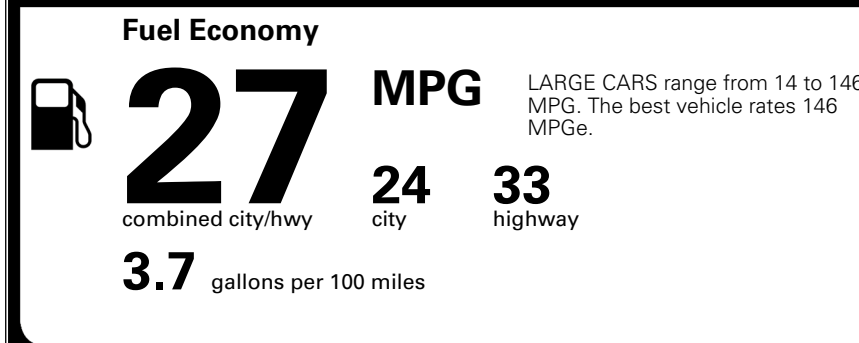 Fuel Economy
27 MPG
LARGE CARS range from 14 to 146
MPG. The best vehicle rates 146
MPGe.
combined city/hwy
24
city
33
highway
3.7 gallons per 100 miles